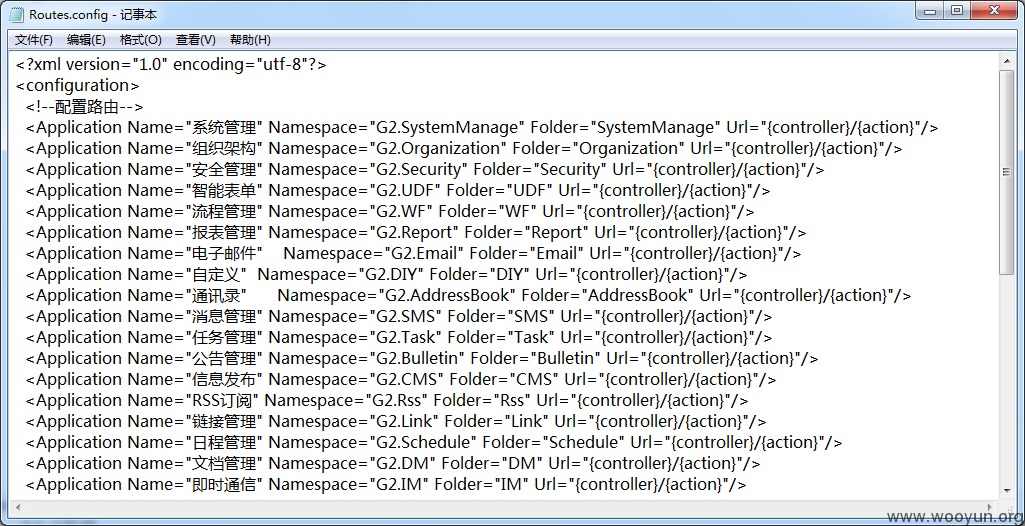 Routes.config - 记事本
文件(F) 编辑(E) 格式(O) 查看(V) 帮助(H)
<?xml version="1.0" encoding="utf-8"?>
<configuration>
  <!--配置路由-->
  <Application Name="系统管理" Namespace="G2.SystemManage" Folder="SystemManage" Url="{controller}/{action}"/>
  <Application Name="组织架构" Namespace="G2.Organization" Folder="Organization" Url="{controller}/{action}"/>
  <Application Name="安全管理" Namespace="G2.Security" Folder="Security" Url="{controller}/{action}"/>
  <Application Name="智能表单" Namespace="G2.UDF" Folder="UDF" Url="{controller}/{action}"/>
  <Application Name="流程管理" Namespace="G2.WF" Folder="WF" Url="{controller}/{action}"/>
  <Application Name="报表管理" Namespace="G2.Report" Folder="Report" Url="{controller}/{action}"/>
  <Application Name="电子邮件"    Namespace="G2.Email" Folder="Email" Url="{controller}/{action}"/>
  <Application Name="自定义"  Namespace="G2.DIY" Folder="DIY" Url="{controller}/{action}"/>
  <Application Name="通讯录"      Namespace="G2.AddressBook" Folder="AddressBook" Url="{controller}/{action}"/>
  <Application Name="消息管理" Namespace="G2.SMS" Folder="SMS" Url="{controller}/{action}"/>
  <Application Name="任务管理" Namespace="G2.Task" Folder="Task" Url="{controller}/{action}"/>
  <Application Name="公告管理" Namespace="G2.Bulletin" Folder="Bulletin" Url="{controller}/{action}"/>
  <Application Name="信息发布" Namespace="G2.CMS" Folder="CMS" Url="{controller}/{action}"/>
  <Application Name="RSS订阅" Namespace="G2.Rss" Folder="Rss" Url="{controller}/{action}"/>
  <Application Name="链接管理" Namespace="G2.Link" Folder="Link" Url="{controller}/{action}"/>
  <Application Name="日程管理" Namespace="G2.Schedule" Folder="Schedule" Url="{controller}/{action}"/>
  <Application Name="文档管理" Namespace="G2.DM" Folder="DM" Url="{controller}/{action}"/>
  <Application Name="即时通信" Namespace="G2.IM" Folder="IM" Url="{controller}/{action}"/>
www.wooyun.org